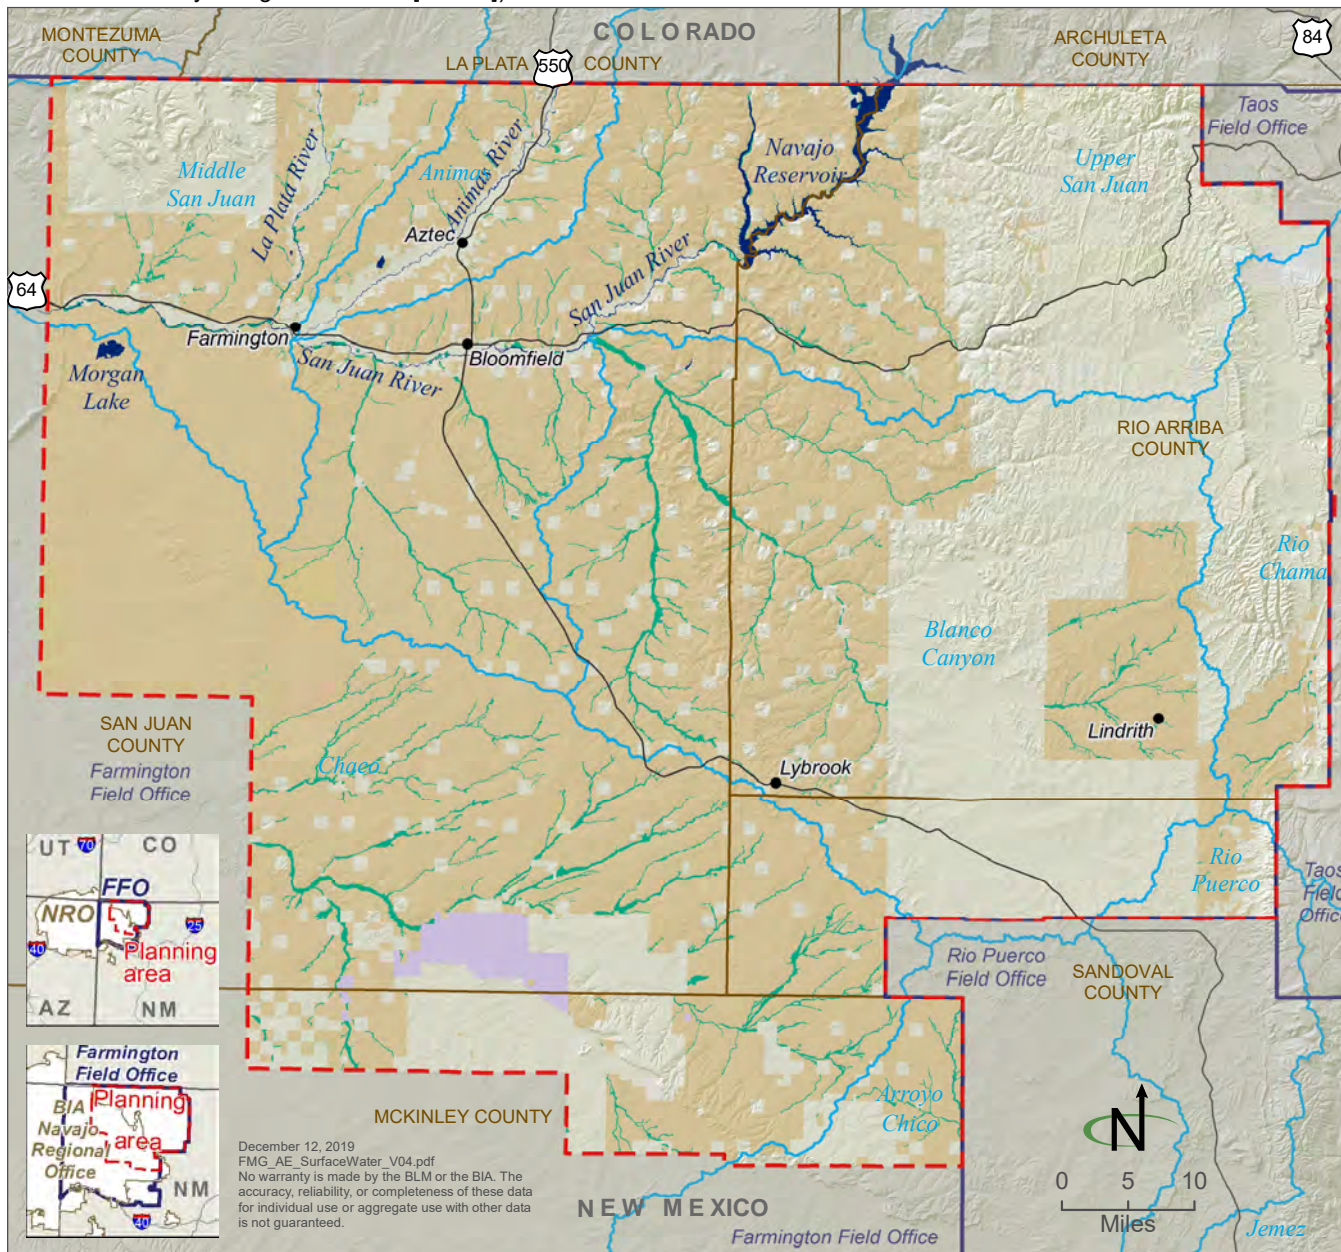 COLORADO
MONTEZUMA
COUNTY
LA PLATA
550
COUNTY
ARCHULETA
COUNTY
84
Taos
Field Office
Middle
San Juan
La Plata River
Animas
Animas River
Navajo
Reservoir
Upper
San Juan
Aztec
San Juan River
64
Farmington
San Juan River
Bloomfield
Morgan
Lake
RIO ARRIBA
COUNTY
Rio
Chama
Blanco
Canyon
Lindrith
SAN JUAN
COUNTY
Farmington
Field Office
Chaco
Lybrook
UT
70
CO
FFO
NRO
25
40
Planning
area
AZ
NM
Rio
Puerco
Taos
Field
Office
Rio Puerco
Field Office
SANDOVAL
COUNTY
Farmington
Field Office
Planning
area
BIA
Navajo
Regional
Office
NM
40
MCKINLEY COUNTY
Arroyo
Chico
December 12, 2019
FMG_AE_SurfaceWater_V04.pdf
No warranty is made by the BLM or the BIA. The
accuracy, reliability, or completeness of these data
for individual use or aggregate use with other data
is not guaranteed.
N
0 5 10
Miles
NEW MEXICO
Farmington Field Office
Jemez